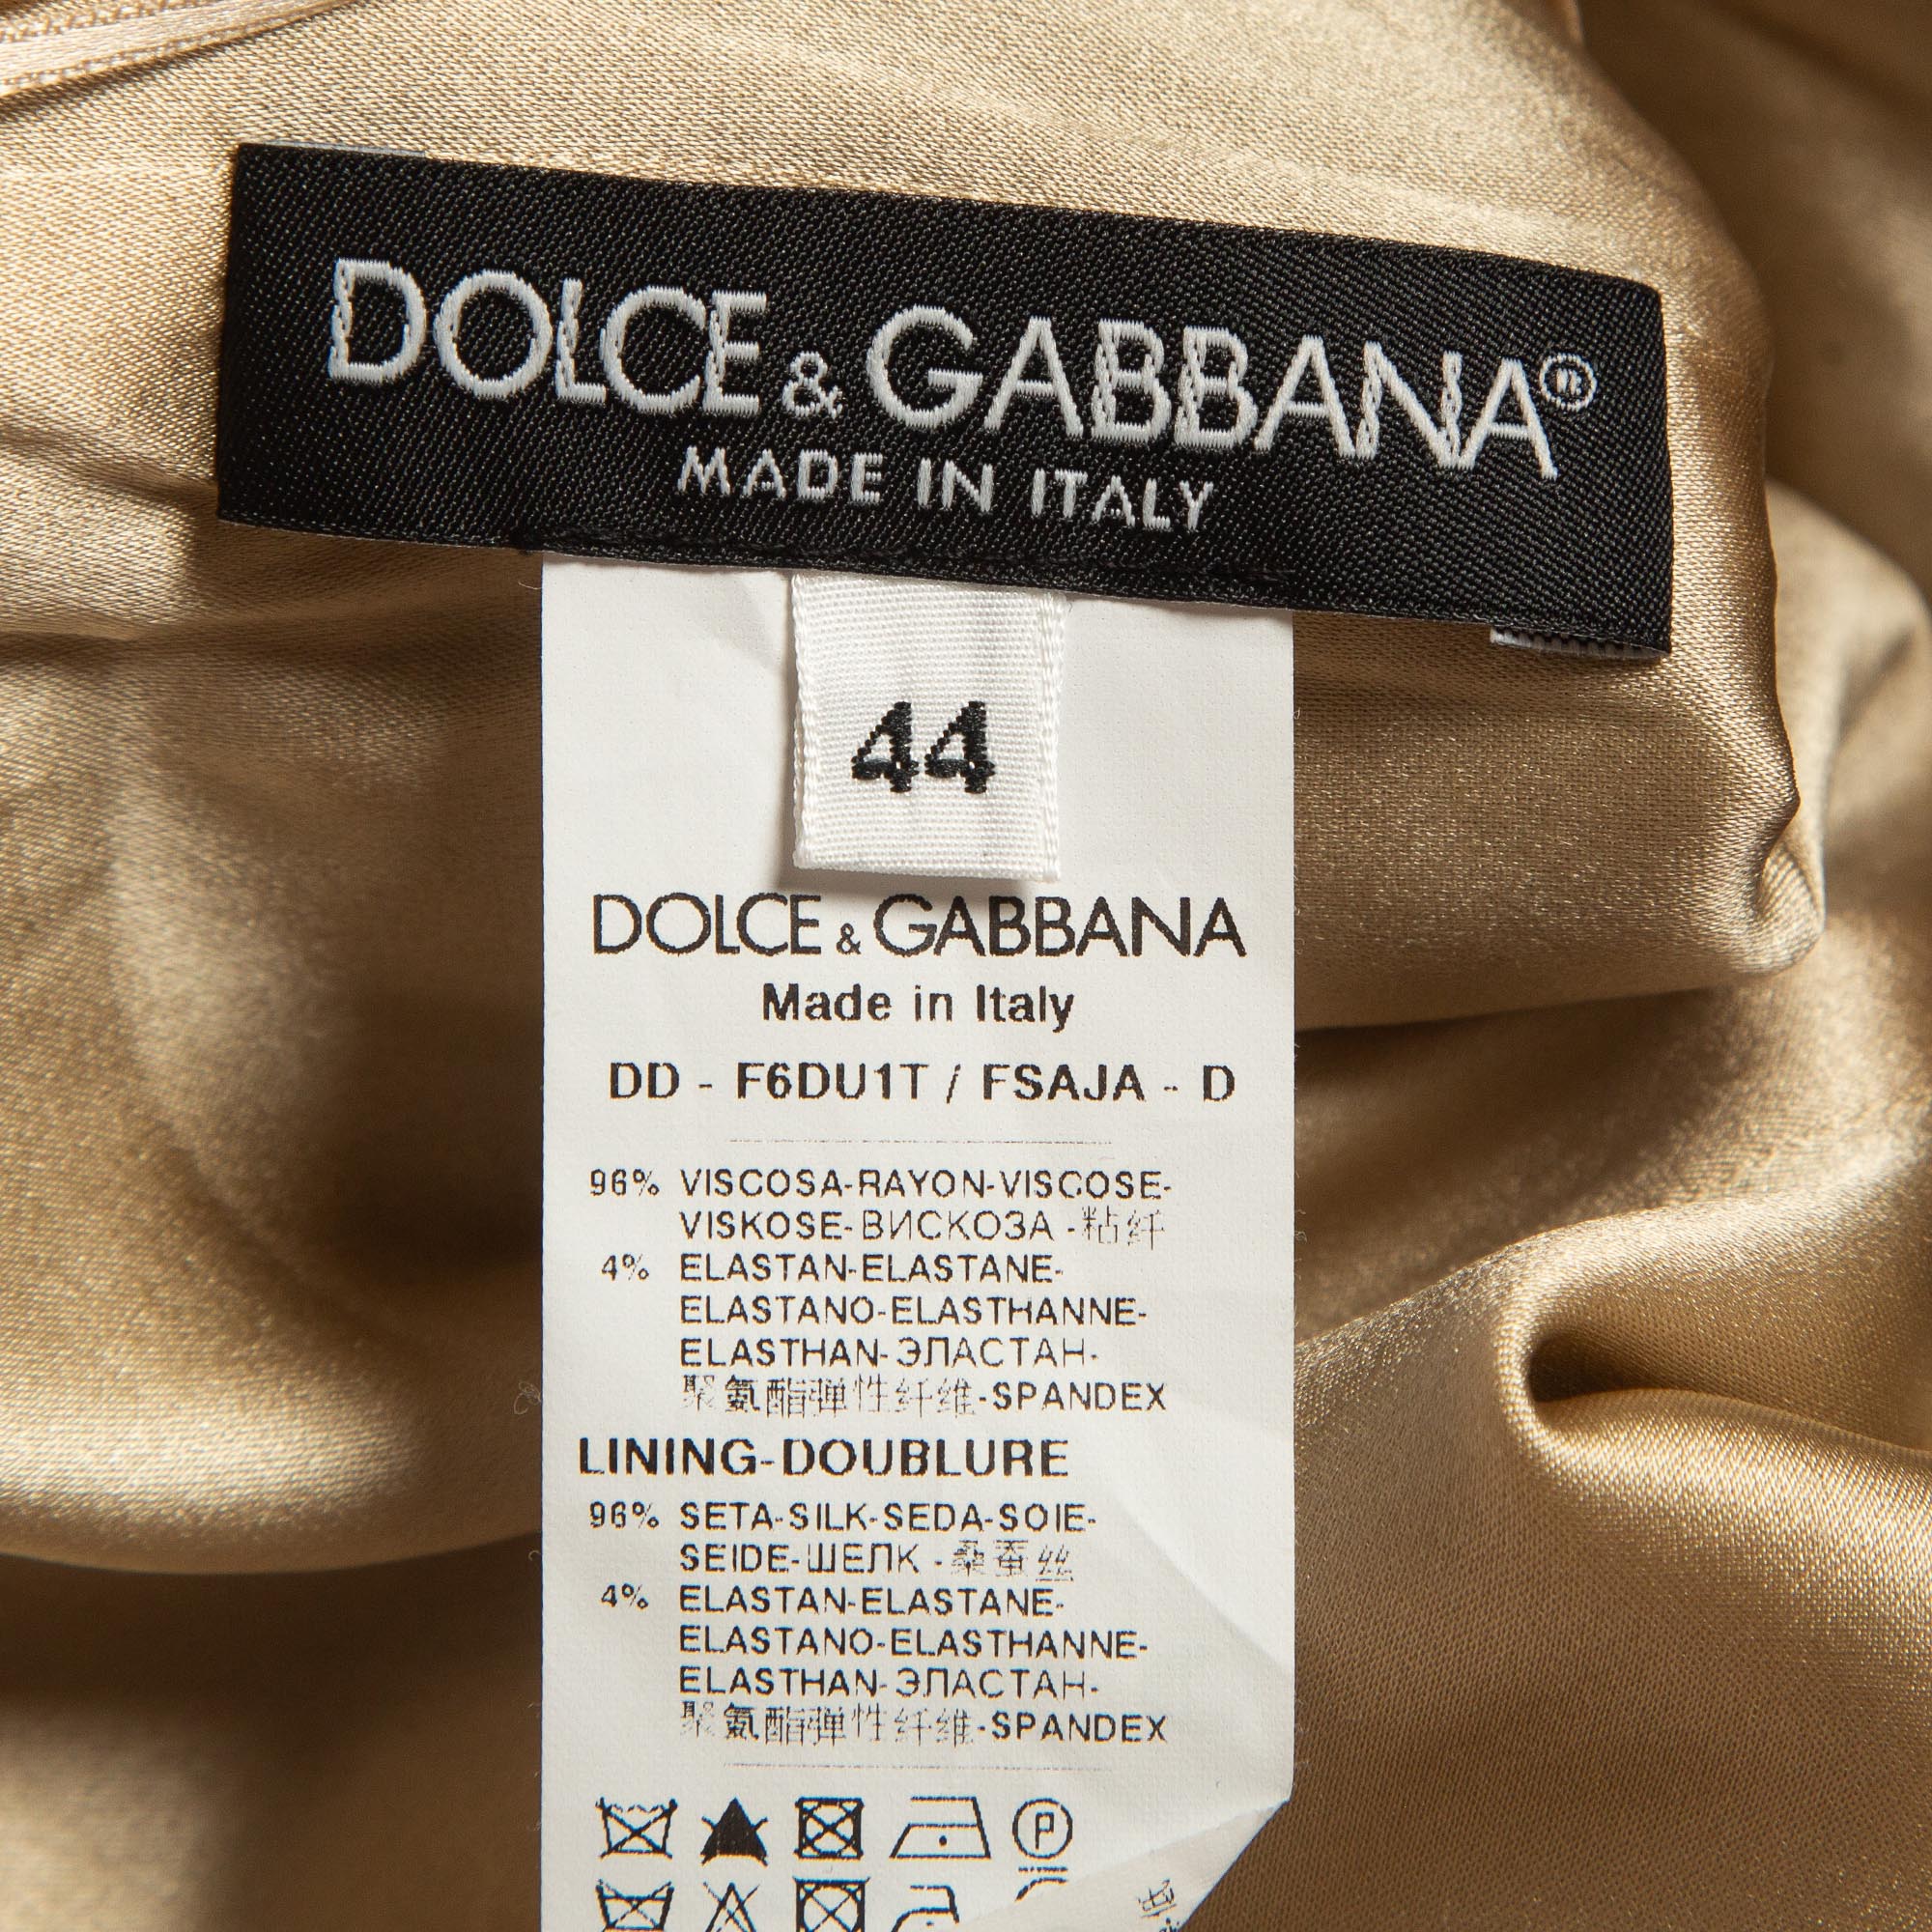 DOLCE & GABBANA®
MADE IN ITALY
44
DOLCE & GABBANA
Made in Italy
DD - F6DU1T / FSAJA - D
96% VISCOSA-RAYON-VISCOSE-
VISKOSE-ВИСКОЗА -粘纤
4% ELASTAN-ELASTANE-
ELASTANO-ELASTHANNE-
ELASTHAN-ЭЛАСТАН-
聚氨酯弹性纤维-SPANDEX
LINING-DOUBLURE
96% SETA-SILK-SEDA-SOIE-
SEIDE-ШЕЛК -桑蚕丝
4% ELASTAN-ELASTANE-
ELASTANO-ELASTHANNE-
ELASTHAN-ЭЛАСТАН-
聚氨酯弹性纤维-SPANDEX
P